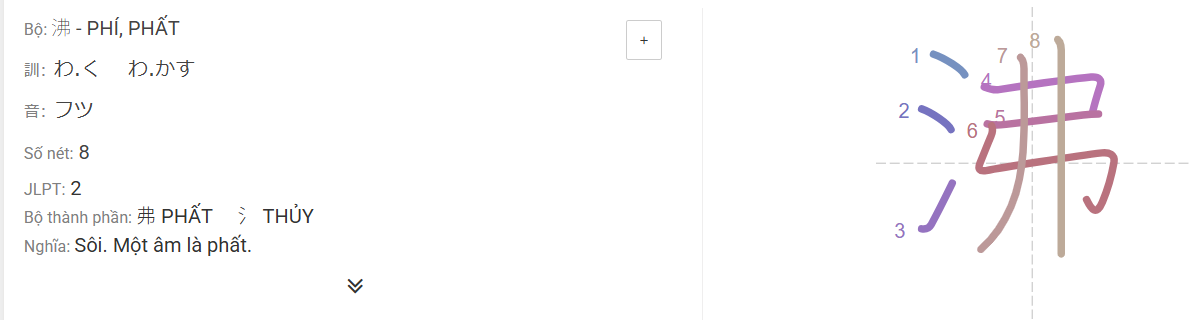 Bộ: 沸 - PHÍ, PHẤT
+
訓: わ.く わ.かす
音: フツ
Số nét: 8
JLPT: 2
Bộ thành phần: 弗 PHẤT 氵 THỦY
Nghĩa: Sôi. Một âm là phất.
沸
1
2
3
4
5
6
7
8